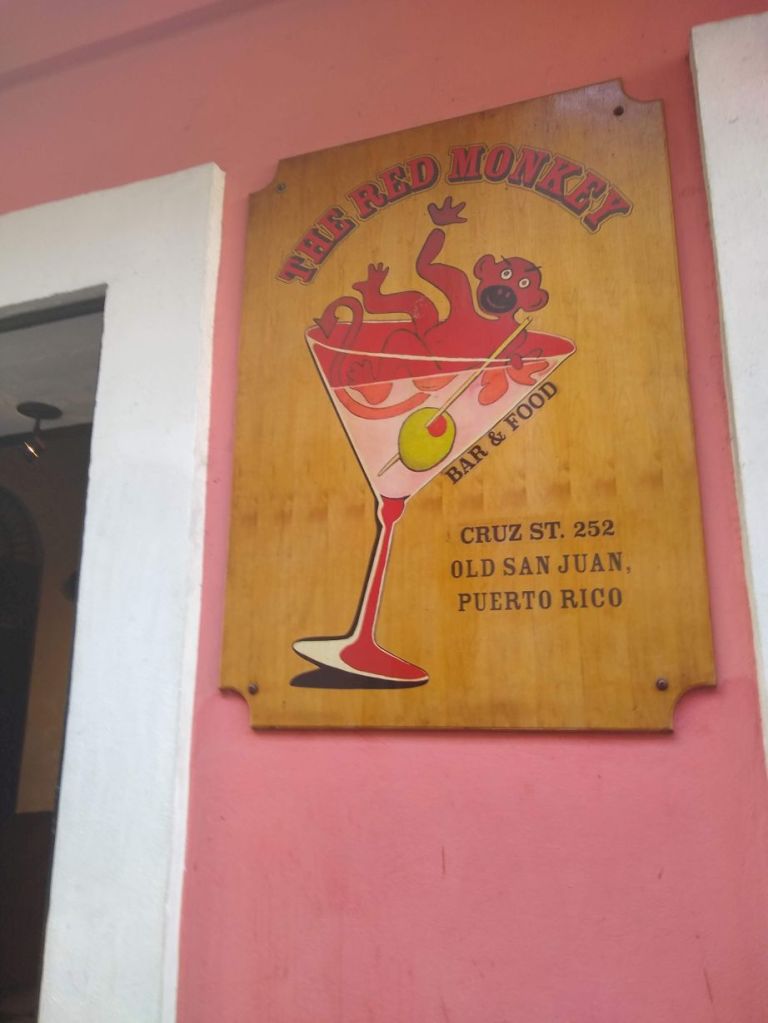 THE RED MONKEY
BAR & FOOD
CRUZ ST. 252
OLD SAN JUAN,
PUERTO RICO